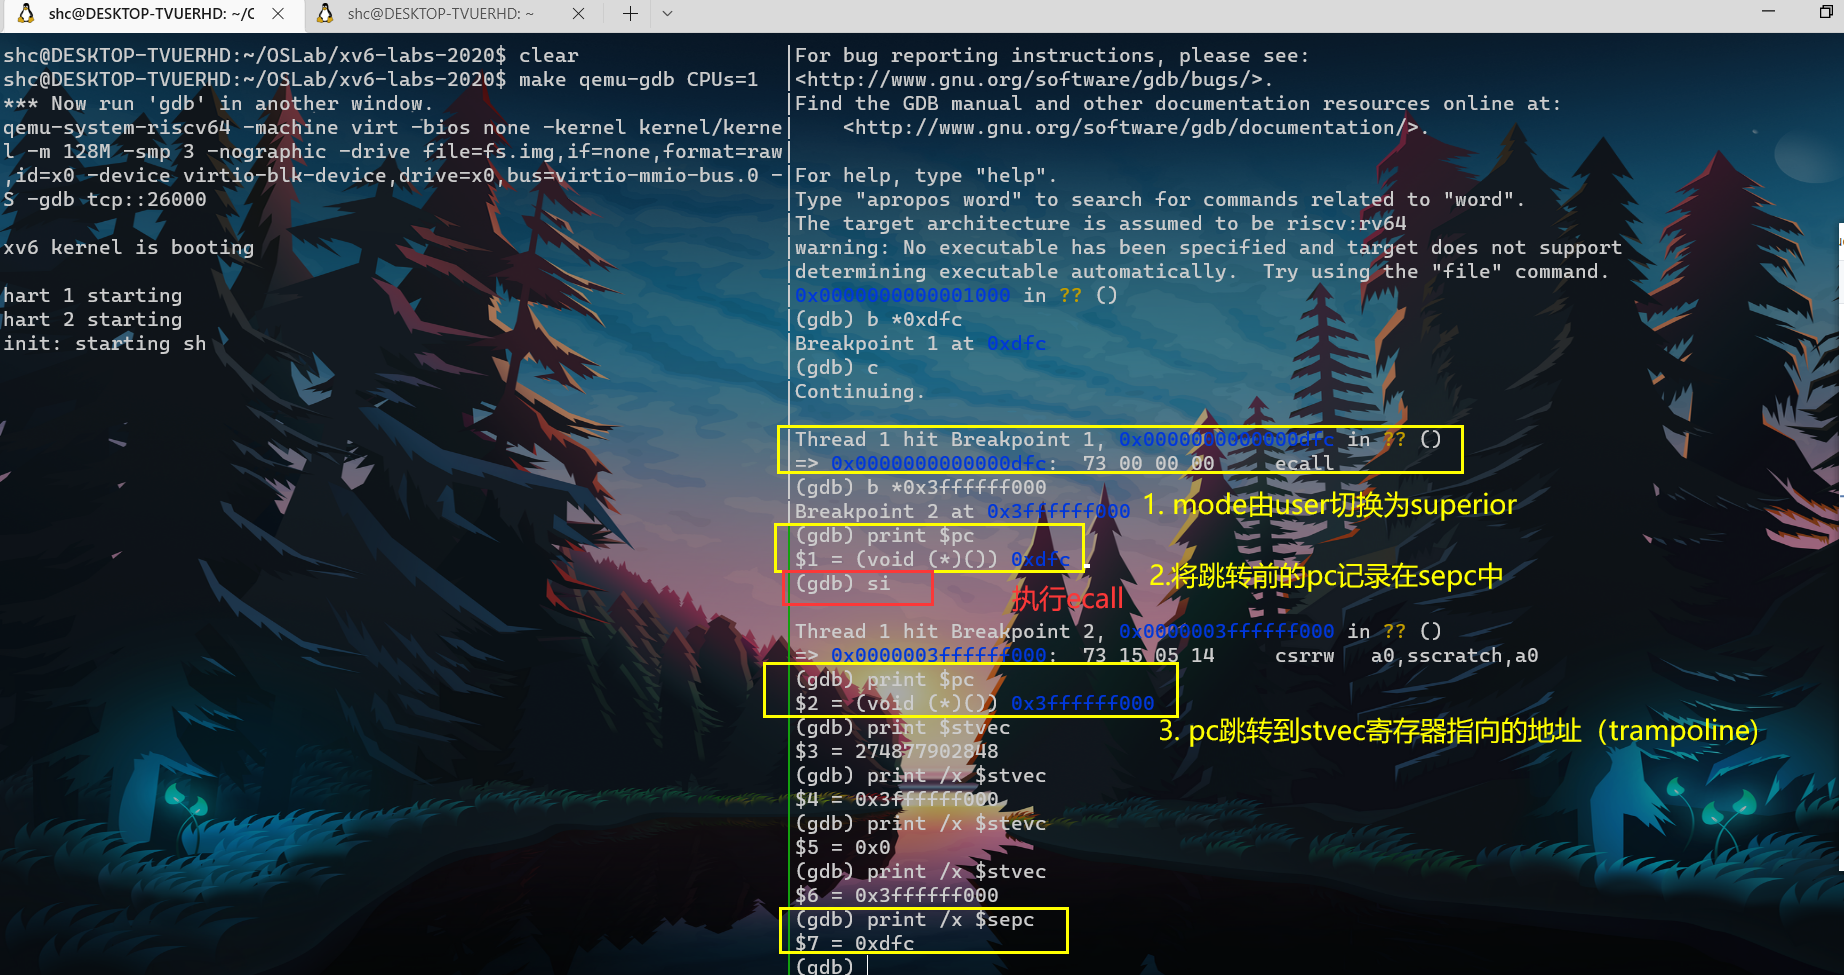 shc@DESKTOP-TVUERHD: ~/C
shc@DESKTOP-TVUERHD: ~
shc@DESKTOP-TVUERHD:~/OSLab/xv6-labs-2020$ clear
shc@DESKTOP-TVUERHD:~/OSLab/xv6-labs-2020$ make qemu-gdb CPUs=1
*** Now run 'gdb' in another window.
qemu-system-riscv64 -machine virt -bios none -kernel kernel/kerne
l -m 128M -smp 3 -nographic -drive file=fs.img,if=none,format=raw
,id=x0 -device virtio-blk-device,drive=x0,bus=virtio-mmio-bus.0 -
S -gdb tcp::26000
xv6 kernel is booting
hart 1 starting
hart 2 starting
init: starting sh
For bug reporting instructions, please see:
<http://www.gnu.org/software/gdb/bugs/>.
Find the GDB manual and other documentation resources online at:
<http://www.gnu.org/software/gdb/documentation/>.
For help, type "help".
Type "apropos word" to search for commands related to "word".
The target architecture is assumed to be riscv:rv64
warning: No executable has been specified and target does not support
determining executable automatically.  Try using the "file" command.
0x0000000000001000 in ?? ()
(gdb) b *0xdfc
Breakpoint 1 at 0xdfc
(gdb) c
Continuing.
Thread 1 hit Breakpoint 1, 0x0000000000000dfc in ?? ()
=> 0x0000000000000dfc:  73 00 00 00     ecall
(gdb) b *0x3ffffff000
Breakpoint 2 at 0x3ffffff000
1. mode由user切换为superior
(gdb) print $pc
$1 = (void (*)()) 0xdfc
2.将跳转前的pc记录在sepc中
(gdb) si
执行ecall
Thread 1 hit Breakpoint 2, 0x0000003ffffff000 in ?? ()
=> 0x0000003ffffff000:  73 15 05 14     csrrw   a0,sscratch,a0
(gdb) print $pc
$2 = (void (*)()) 0x3ffffff000
(gdb) print $stvec
3. pc跳转到stvec寄存器指向的地址（trampoline)
$3 = 274877902848
(gdb) print /x $stvec
$4 = 0x3ffffff000
(gdb) print /x $stevc
$5 = 0x0
(gdb) print /x $stvec
$6 = 0x3ffffff000
(gdb) print /x $sepc
$7 = 0xdfc
(gdb)